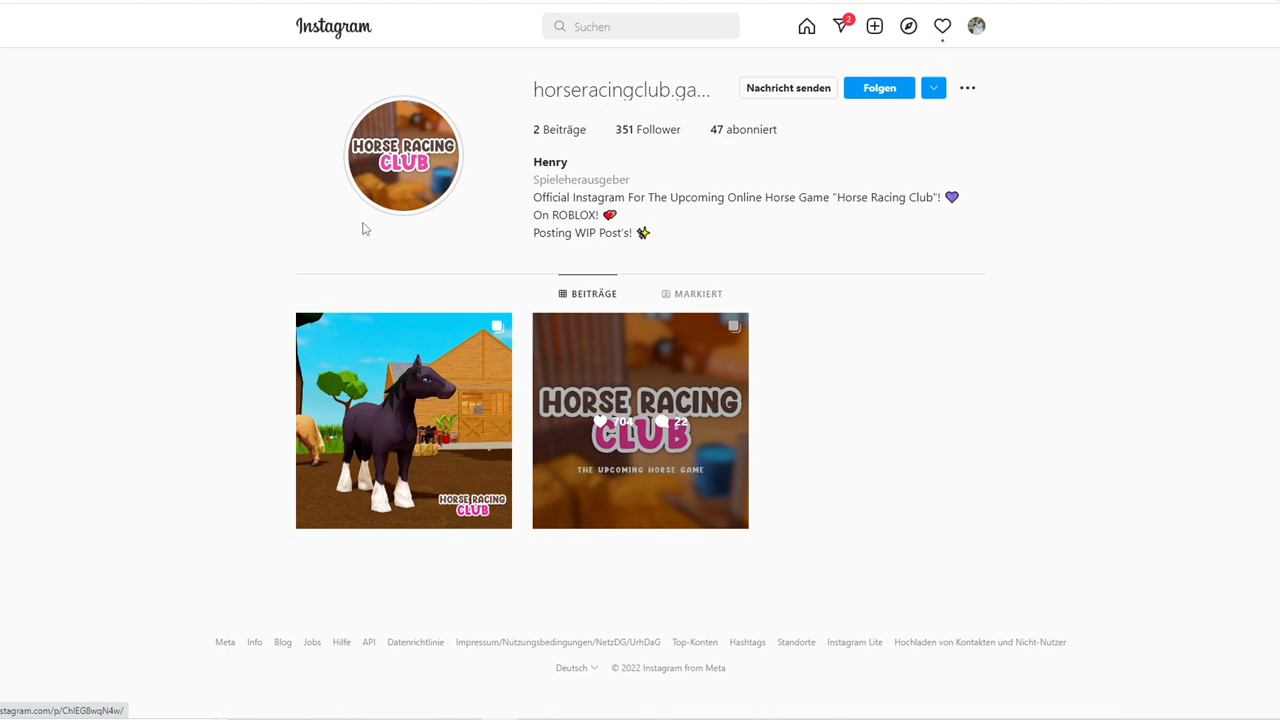 Instagram
Suchen
2
horseracingclub.ga...
Nachricht senden
Folgen
2 Beiträge
351 Follower
47 abonniert
HORSE RACING
CLUB
Henry
Spieleherausgeber
Official Instagram For The Upcoming Online Horse Game "Horse Racing Club"! 💜
On ROBLOX! 💞
Posting WIP Post's! ✨
BEITRÄGE
MARKIERT
HORSE RACING
CLUB
HORSE RACING
CLUB
704
22
THE UPCOMING HORSE GAME
Meta
Info
Blog
Jobs
Hilfe
API
Datenrichtlinie
Impressum/Nutzungsbedingungen/NetzDG/UrhDaG
Top-Konten
Hashtags
Standorte
Instagram Lite
Hochladen von Kontakten und Nicht-Nutzer
Deutsch
© 2022 Instagram from Meta
stagram.com/p/ChIEG8wqN4w/